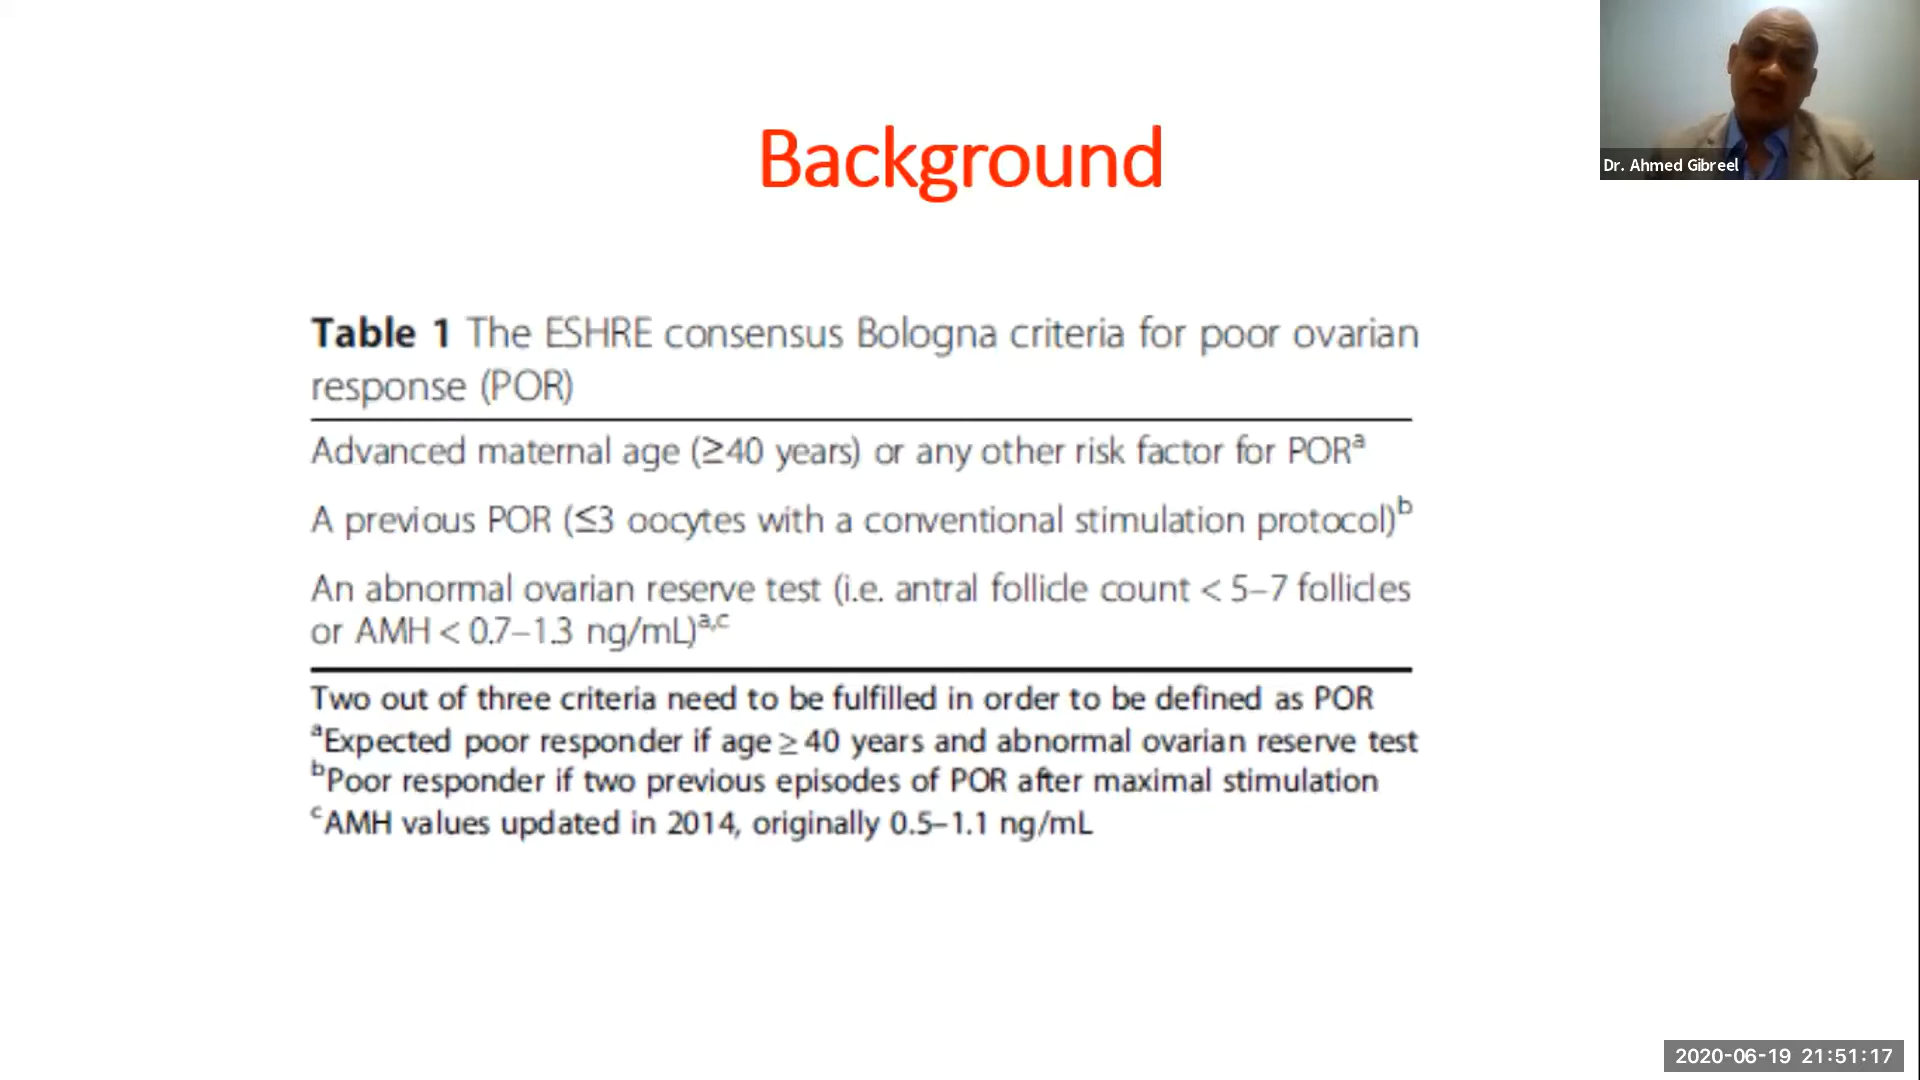 Background
Dr. Ahmed Gibreel
Table 1 The ESHRE consensus Bologna criteria for poor ovarian
response (POR)
Advanced maternal age (≥40 years) or any other risk factor for PORᵃ
A previous POR (≤3 oocytes with a conventional stimulation protocol)ᵇ
An abnormal ovarian reserve test (i.e. antral follicle count < 5–7 follicles
or AMH < 0.7–1.3 ng/mL)ᵃ,ᶜ
Two out of three criteria need to be fulfilled in order to be defined as POR
ᵃExpected poor responder if age ≥ 40 years and abnormal ovarian reserve test
ᵇPoor responder if two previous episodes of POR after maximal stimulation
ᶜAMH values updated in 2014, originally 0.5–1.1 ng/mL
2020-06-19 21:51:17